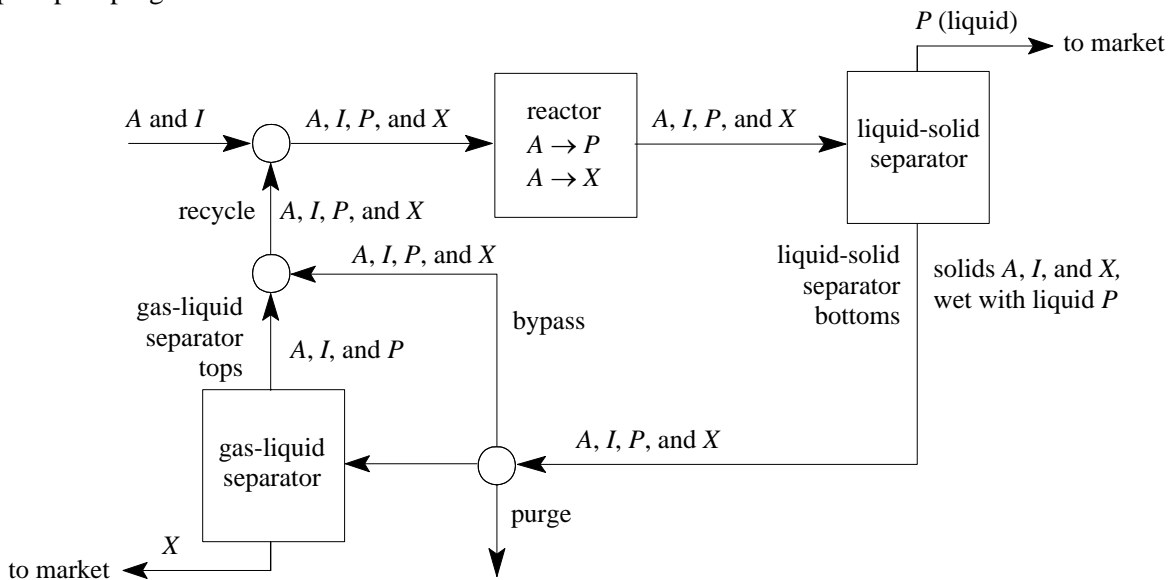 P (liquid)
to market
A and I
A, I, P, and X
reactor
A → P
A → X
A, I, P, and X
liquid-solid
separator
recycle
A, I, P, and X
A, I, P, and X
liquid-solid
separator
bottoms
solids A, I, and X,
wet with liquid P
gas-liquid
separator
tops
A, I, and P
bypass
gas-liquid
separator
A, I, P, and X
purge
X
to market